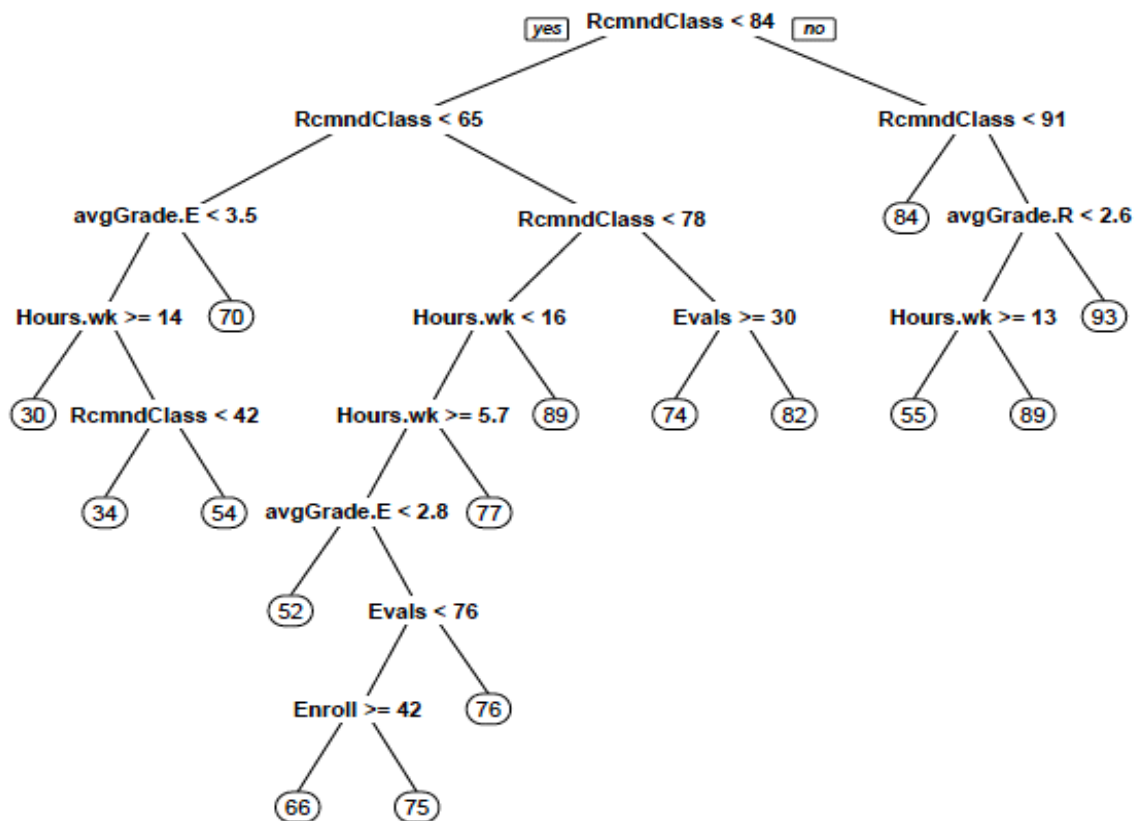 yes RcmndClass < 84 no
RcmndClass < 65 RcmndClass < 91
avgGrade.E < 3.5 RcmndClass < 78 84 avgGrade.R < 2.6
Hours.wk >= 14 70 Hours.wk < 16 Evals >= 30 Hours.wk >= 13 93
30 RcmndClass < 42 Hours.wk >= 5.7 89 74 82 55 89
34 54 avgGrade.E < 2.8 77
52 Evals < 76
Enroll >= 42 76
66 75